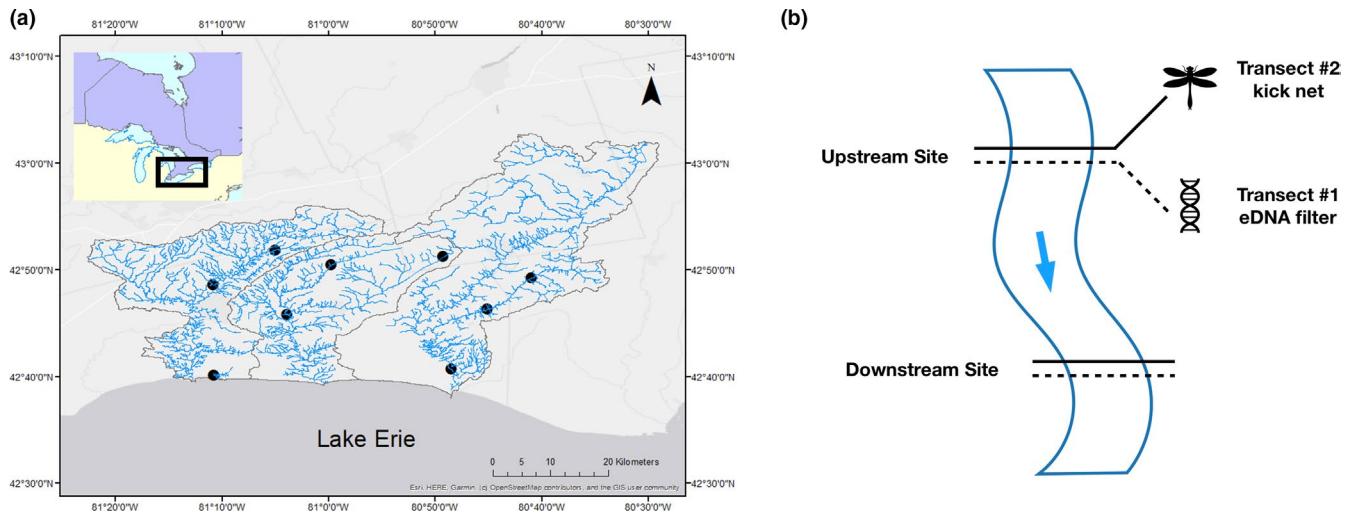 (a)
81°20'0"W 81°10'0"W 81°0'0"W 80°50'0"W 80°40'0"W 80°30'0"W
43°10'0"N
43°10'0"N
N
43°0'0"N
43°0'0"N
42°50'0"N
42°50'0"N
42°40'0"N
42°40'0"N
Lake Erie
0 5 10 20 Kilometers
Esri, HERE, Garmin, (c) OpenStreetMap contributors, and the GIS user community
42°30'0"N
42°30'0"N
81°20'0"W 81°10'0"W 81°0'0"W 80°50'0"W 80°40'0"W 80°30'0"W
(b)
Transect #2
kick net
Upstream Site
Transect #1
eDNA filter
Downstream Site